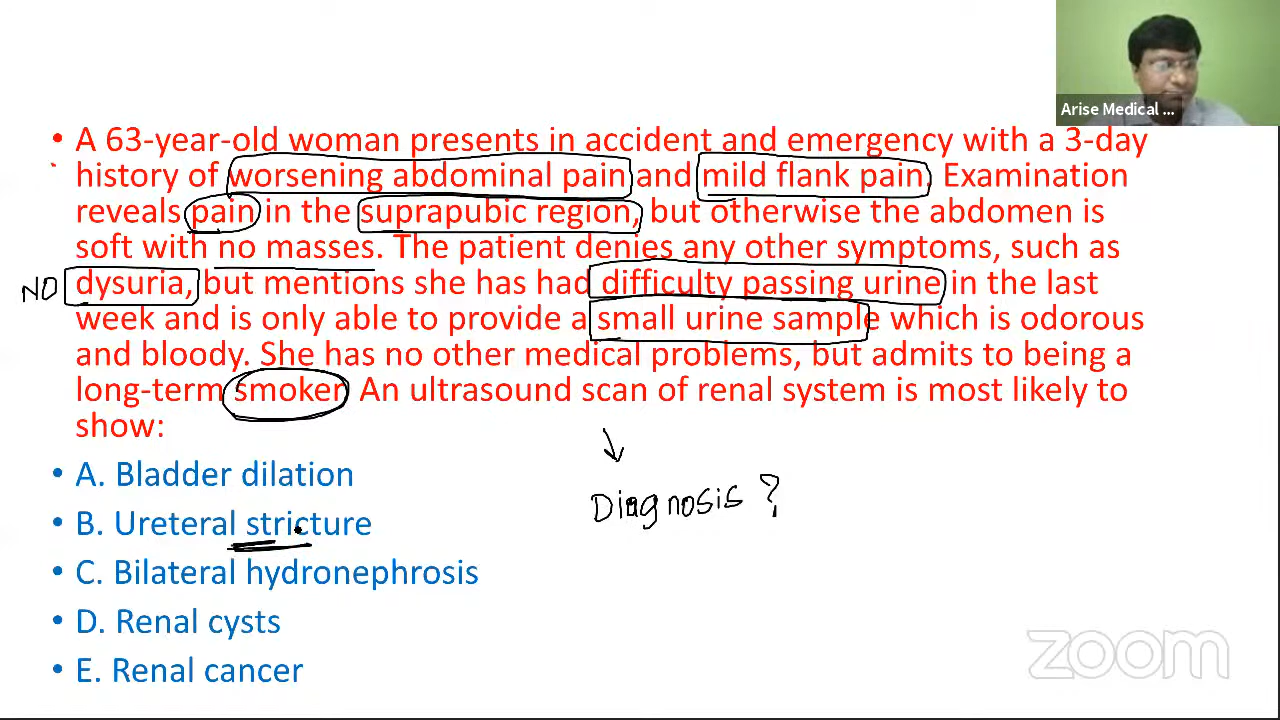 Arise Medical ...
• A 63-year-old woman presents in accident and emergency with a 3-day
history of worsening abdominal pain and mild flank pain. Examination
reveals pain in the suprapubic region, but otherwise the abdomen is
soft with no masses. The patient denies any other symptoms, such as
NO dysuria, but mentions she has had difficulty passing urine in the last
week and is only able to provide a small urine sample which is odorous
and bloody. She has no other medical problems, but admits to being a
long-term smoker. An ultrasound scan of renal system is most likely to
show:
• A. Bladder dilation
Diagnosis ?
• B. Ureteral stricture
• C. Bilateral hydronephrosis
• D. Renal cysts
• E. Renal cancer
zoom